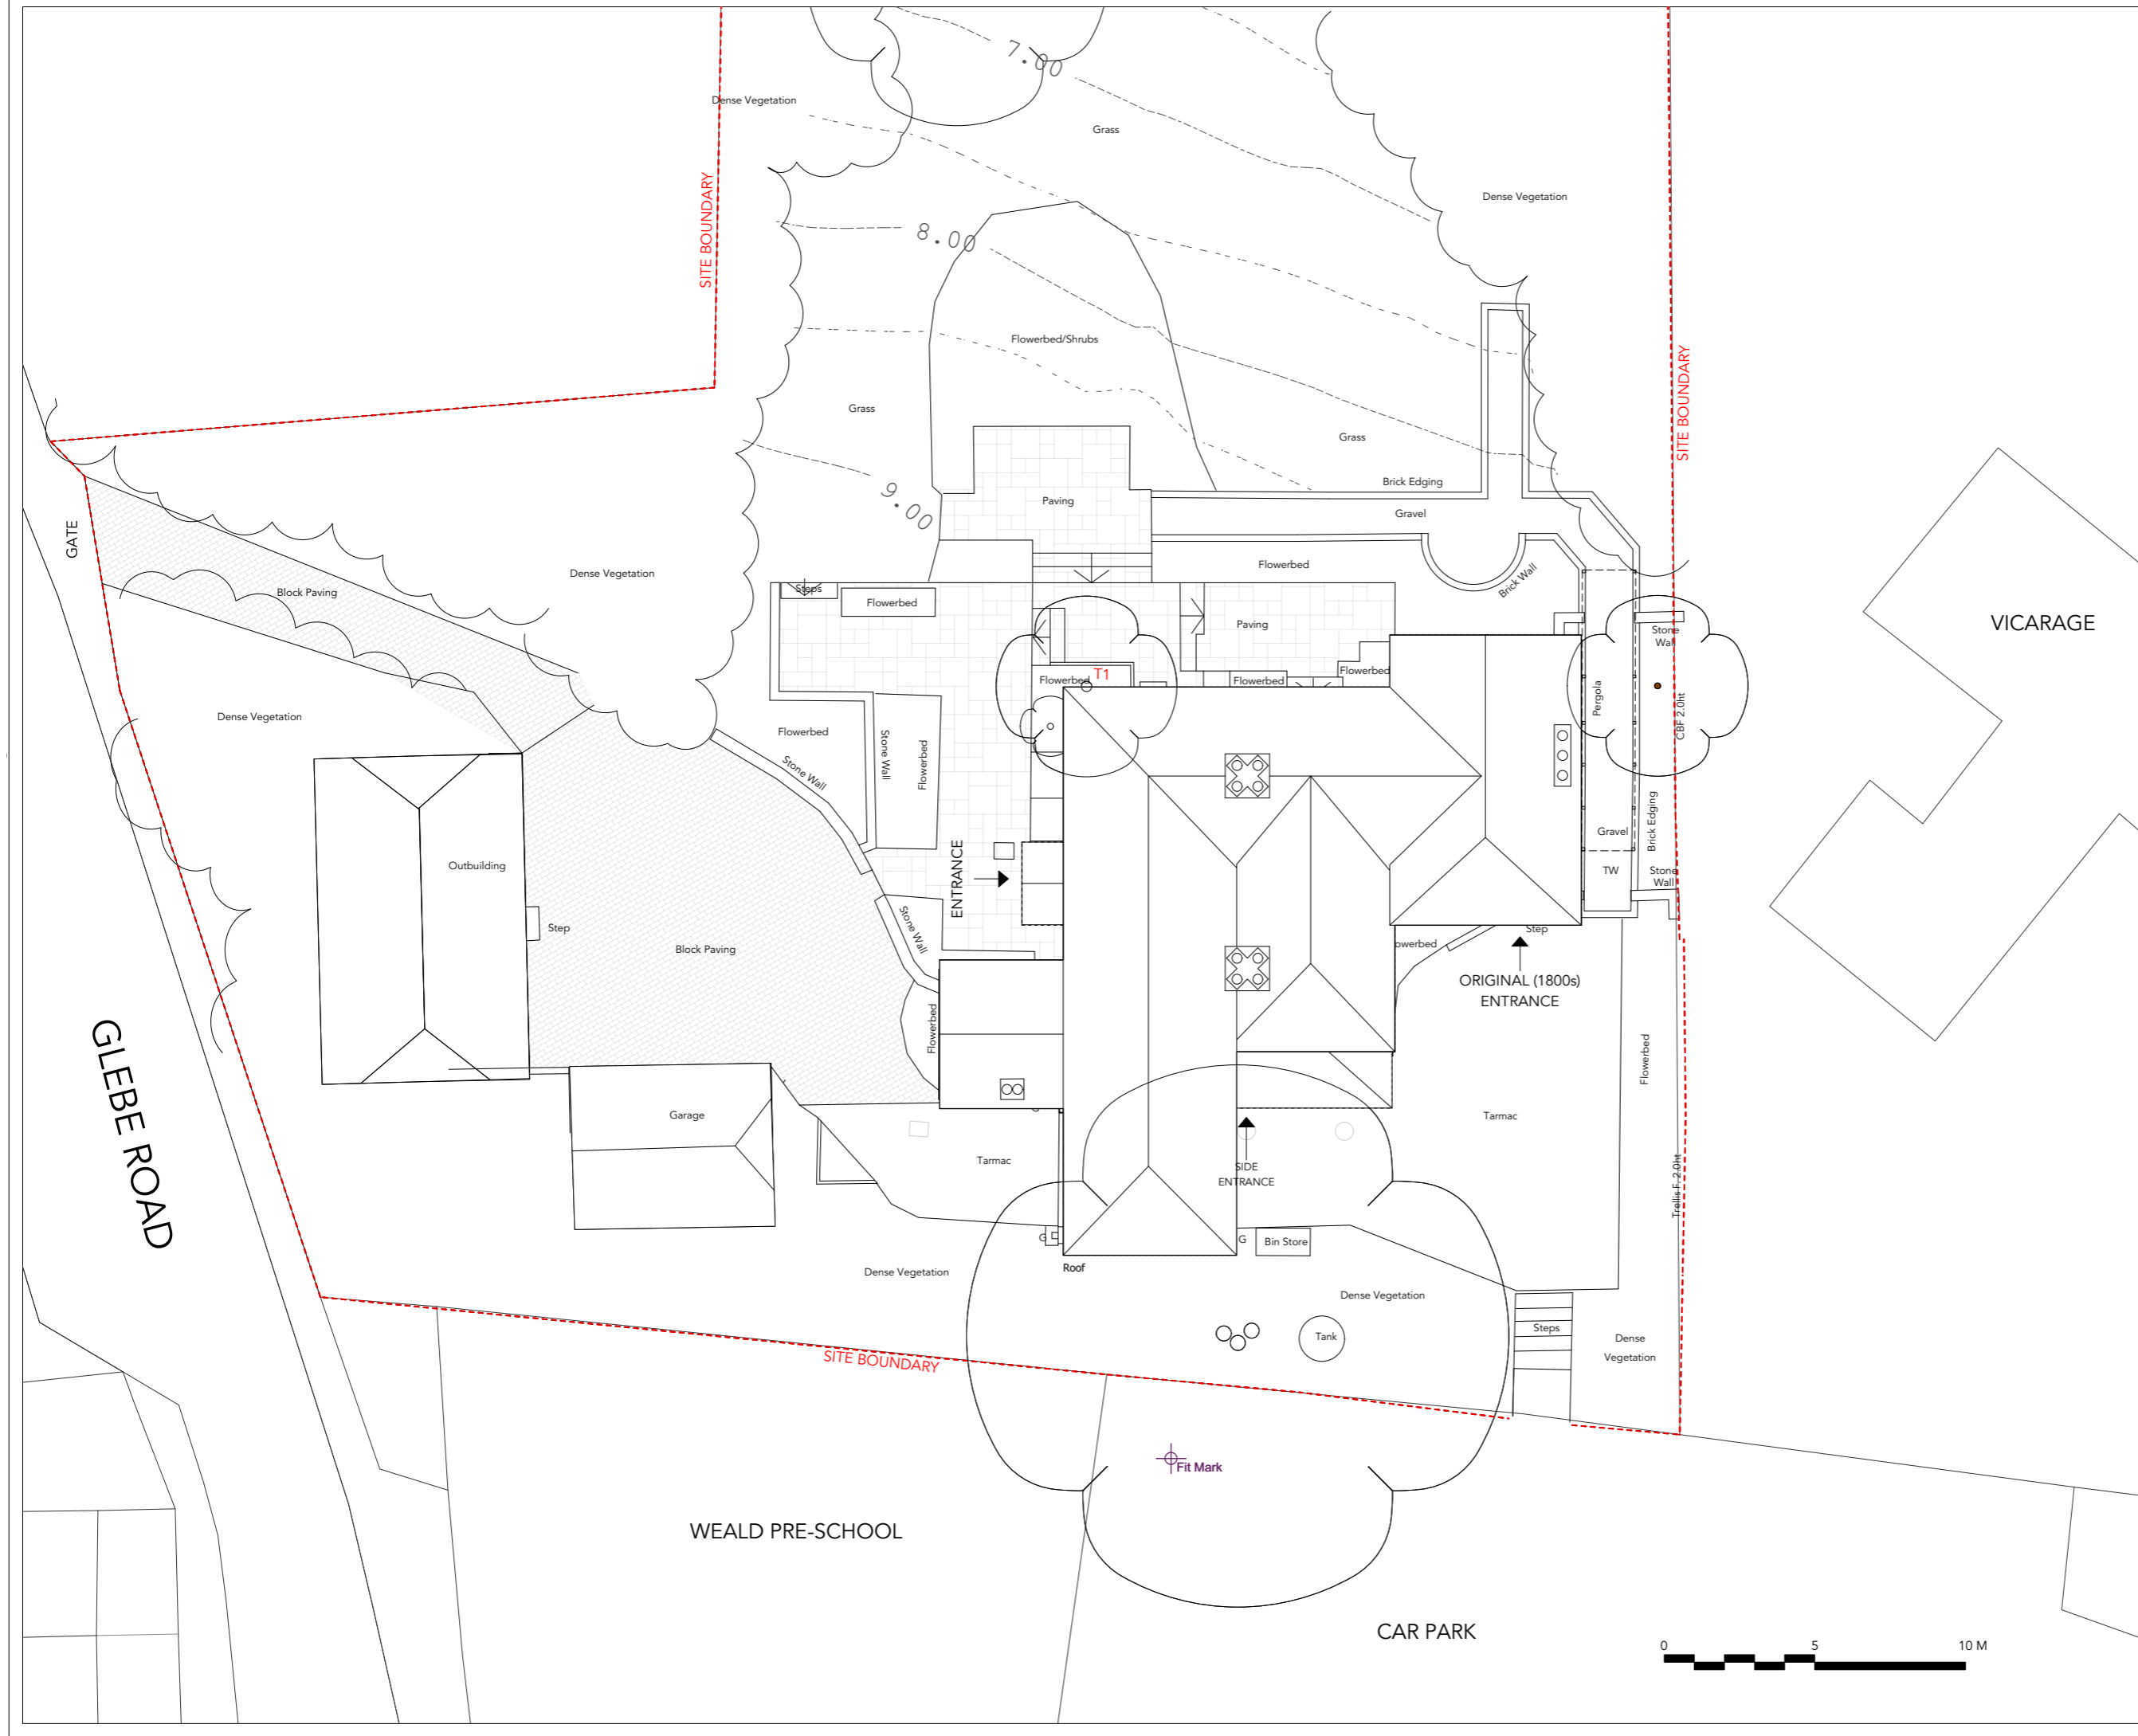 7.00
Dense Vegetation
Grass
SITE BOUNDARY
Dense Vegetation
8.00
Flowerbed/Shrubs
SITE BOUNDARY
Grass
Grass
Brick Edging
9.00
Paving
Gravel
GATE
Flowerbed
Dense Vegetation
Block Paving
Steps
Flowerbed
Brick Wall
Paving
VICARAGE
Stone
Wall
Flowerbed
T1
Flowerbed
Flowerbed
Pergola
CBF 2.0ht
Dense Vegetation
Flowerbed
Stone Wall
Stone Wall
Flowerbed
Brick Edging
Gravel
Outbuilding
ENTRANCE
TW
Stone
Wall
Step
Stone Wall
Block Paving
owerbed
Step
ORIGINAL (1800s)
ENTRANCE
Flowerbed
Flowerbed
GLEBE ROAD
Garage
G
Tarmac
Tarmac
SIDE
ENTRANCE
Trellis F. 2.0ht
G
G
Bin Store
Roof
Dense Vegetation
Dense Vegetation
Steps
Tank
Dense
Vegetation
SITE BOUNDARY
Fit Mark
WEALD PRE-SCHOOL
CAR PARK
0 5 10 M